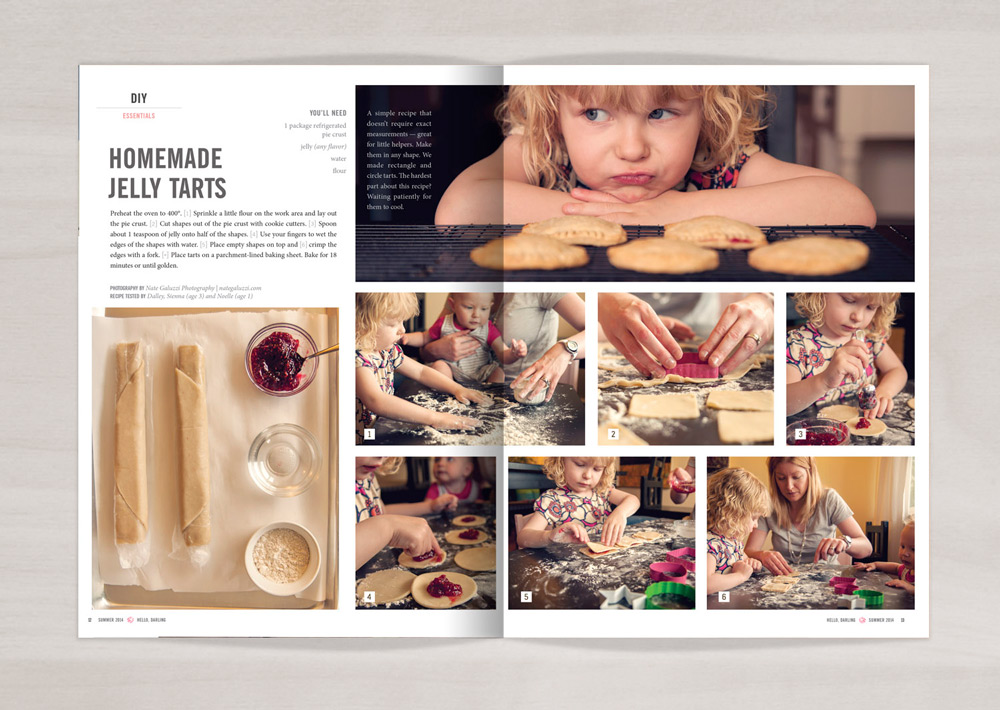 DIY
ESSENTIALS
HOMEMADE
JELLY TARTS
Preheat the oven to 400°. [1] Sprinkle a little flour on the work area and lay out
the pie crust. [2] Cut shapes out of the pie crust with cookie cutters. [3] Spoon
about 1 teaspoon of jelly onto half of the shapes. [4] Use your fingers to wet the
edges of the shapes with water. [5] Place empty shapes on top and [6] crimp the
edges with a fork. [•] Place tarts on a parchment-lined baking sheet. Bake for 18
minutes or until golden.
PHOTOGRAPHY BY Nate Galuzzi Photography | nategaluzzi.com
RECIPE TESTED BY Dalley, Sienna (age 3) and Noelle (age 1)
YOU'LL NEED
1 package refrigerated
pie crust
jelly (any flavor)
water
flour
A simple recipe that
doesn't require exact
measurements — great
for little helpers. Make
them in any shape. We
made rectangle and
circle tarts. The hardest
part about this recipe?
Waiting patiently for
them to cool.
1
2
3
4
5
6
SUMMER 2014 HELLO, DARLING
HELLO, DARLING SUMMER 2014